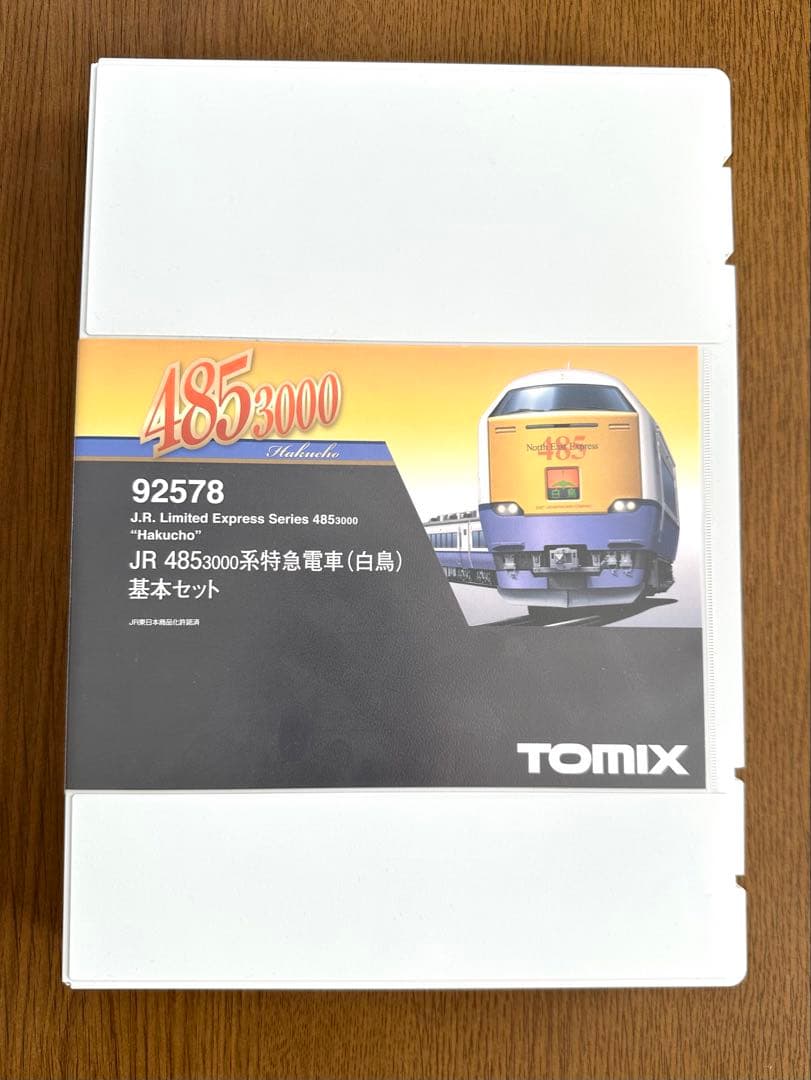 485 3000
Hakucho
92578
J.R. Limited Express Series 4853000
“Hakucho”
JR 4853000系特急電車(白鳥)
基本セット
JR東日本商品化許諾済
North East Express
485
白鳥
TOMIX